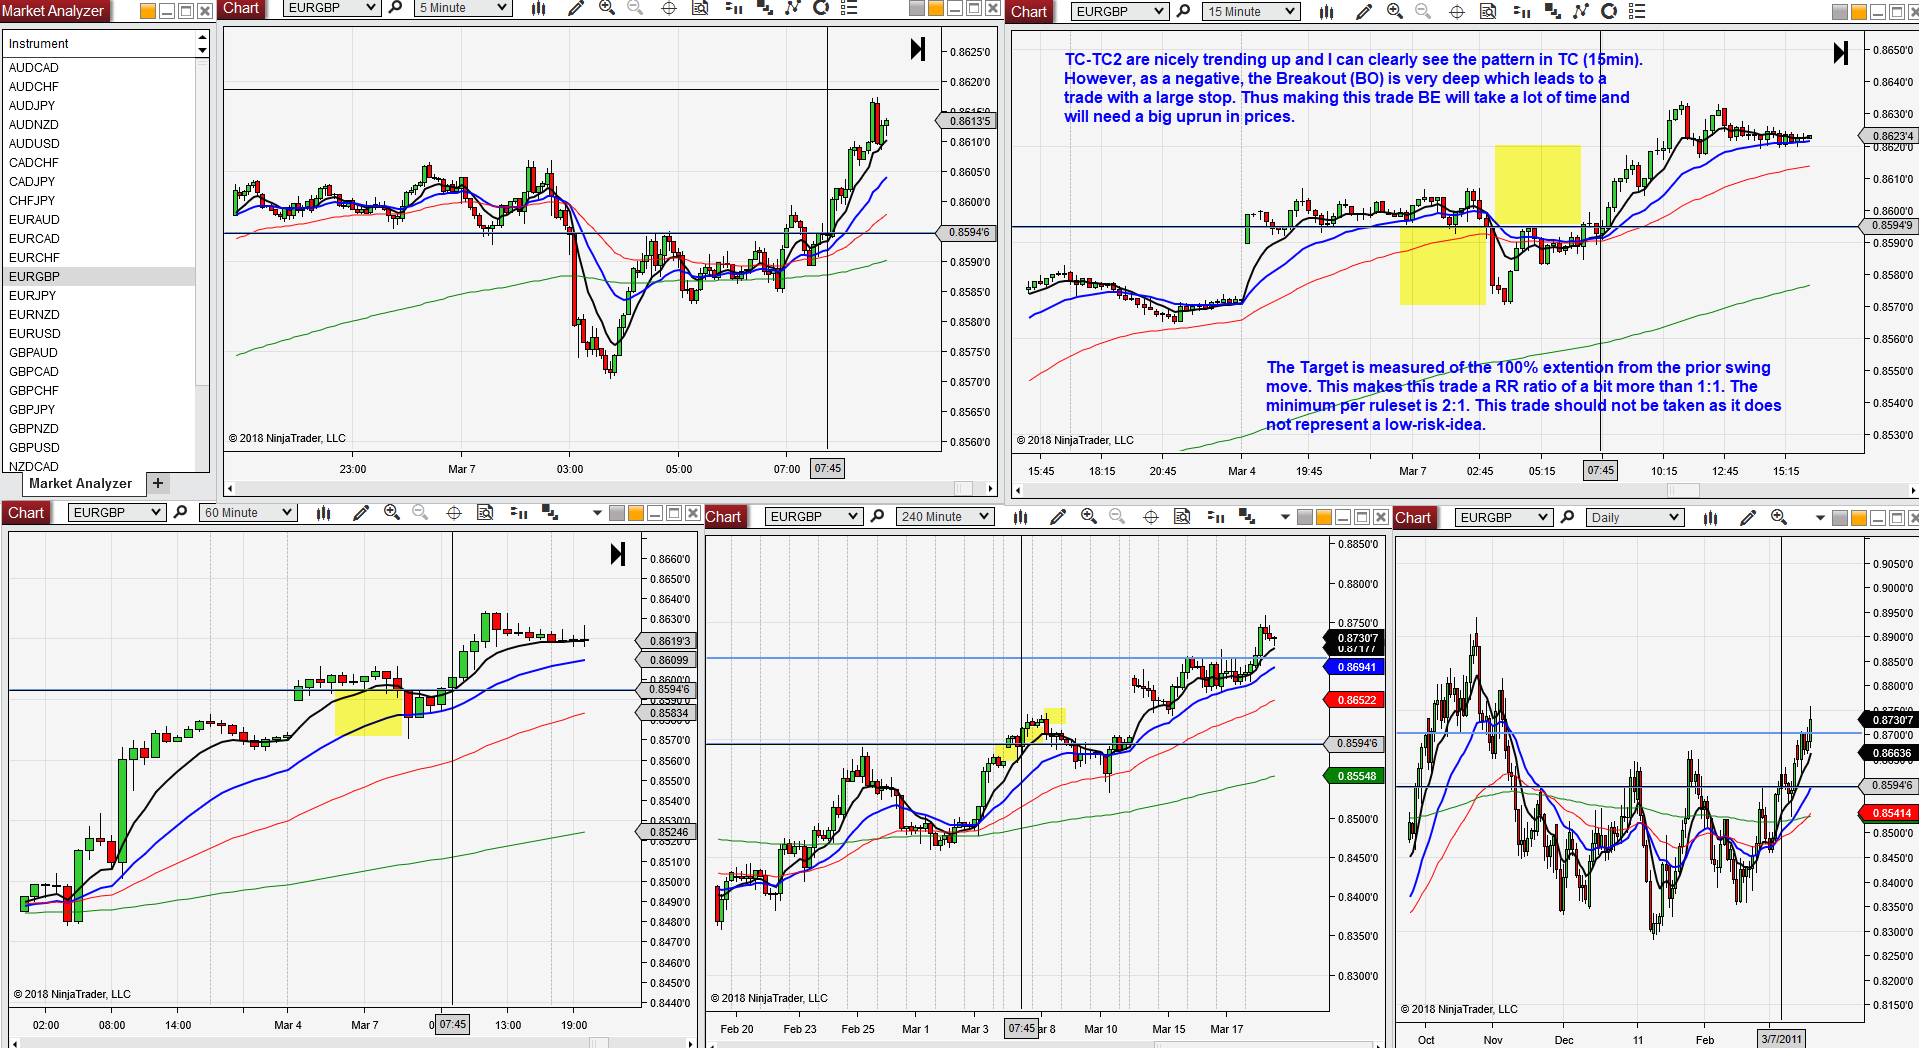 Market Analyzer
Instrument
AUDCAD
AUDCHF
AUDJPY
AUDNZD
AUDUSD
CADCHF
CADJPY
CHFJPY
EURAUD
EURCAD
EURCHF
EURGBP
EURJPY
EURNZD
EURUSD
GBPAUD
GBPCAD
GBPCHF
GBPJPY
GBPNZD
GBPUSD
NZDCAD
Market Analyzer +
Chart EURGBP 5 Minute
0.8625'0
0.8620'0
0.8613'5
0.8610'0
0.8605'0
0.8600'0
0.8594'6
0.8590'0
0.8585'0
0.8580'0
0.8575'0
0.8570'0
0.8565'0
0.8560'0
© 2018 NinjaTrader, LLC
23:00 Mar 7 03:00 05:00 07:00 07:45
Chart EURGBP 15 Minute
TC-TC2 are nicely trending up and I can clearly see the pattern in TC (15min).
However, as a negative, the Breakout (BO) is very deep which leads to a
trade with a large stop. Thus making this trade BE will take a lot of time and
will need a big uprun in prices.
The Target is measured of the 100% extention from the prior swing
move. This makes this trade a RR ratio of a bit more than 1:1. The
minimum per ruleset is 2:1. This trade should not be taken as it does
not represent a low-risk-idea.
0.8650'0
0.8640'0
0.8630'0
0.8623'4
0.8620'0
0.8610'0
0.8600'0
0.8594'9
0.8590'0
0.8580'0
0.8570'0
0.8560'0
0.8550'0
0.8540'0
0.8530'0
© 2018 NinjaTrader, LLC
15:45 18:15 20:45 Mar 4 19:45 Mar 7 02:45 05:15 07:45 10:15 12:45 15:15
Chart EURGBP 60 Minute
0.8660'0
0.8650'0
0.8640'0
0.8630'0
0.8619'3
0.86099
0.8600'0
0.8594'6
0.85834
0.8570'0
0.8560'0
0.8550'0
0.8540'0
0.8530'0
0.85246
0.8520'0
0.8510'0
0.8500'0
0.8490'0
0.8480'0
0.8470'0
0.8460'0
0.8450'0
0.8440'0
© 2018 NinjaTrader, LLC
02:00 08:00 14:00 Mar 4 Mar 7 07:45 13:00 19:00
Chart EURGBP 240 Minute
0.8850'0
0.8800'0
0.8750'0
0.8730'7
0.87177
0.86941
0.86522
0.8594'6
0.85548
0.8500'0
0.8450'0
0.8400'0
0.8350'0
0.8300'0
© 2018 NinjaTrader, LLC
Feb 20 Feb 23 Feb 25 Mar 1 Mar 3 07:45 ar 8 Mar 10 Mar 15 Mar 17
Chart EURGBP Daily
0.9050'0
0.9000'0
0.8950'0
0.8900'0
0.8850'0
0.8800'0
0.8730'7
0.8700'0
0.86636
0.8594'6
0.85414
0.8500'0
0.8450'0
0.8400'0
0.8350'0
0.8300'0
0.8250'0
0.8200'0
0.8150'0
© 2018 NinjaTrader, LLC
Oct Nov Dec 11 Feb 3/7/2011